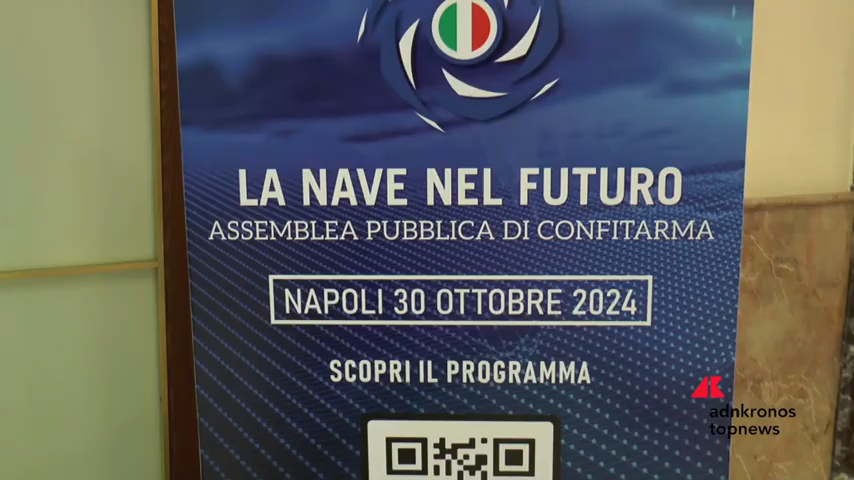 LA NAVE NEL FUTURO
ASSEMBLEA PUBBLICA DI CONFITARMA
NAPOLI 30 OTTOBRE 2024
SCOPRI IL PROGRAMMA
adnkronos
topnews